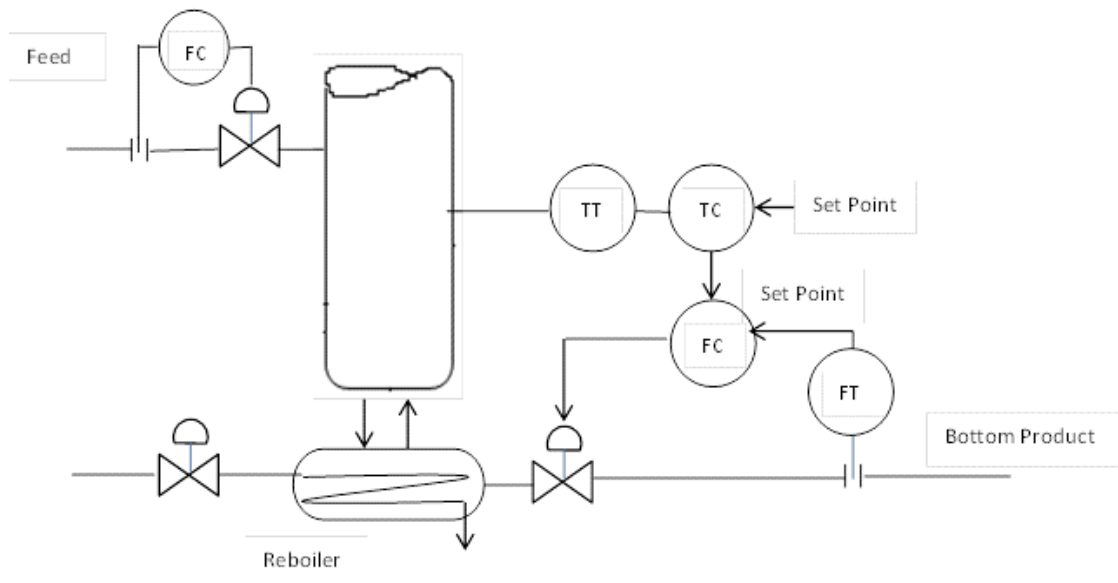 Feed
FC
TT
TC
Set Point
Set Point
FC
FT
Bottom Product
Reboiler